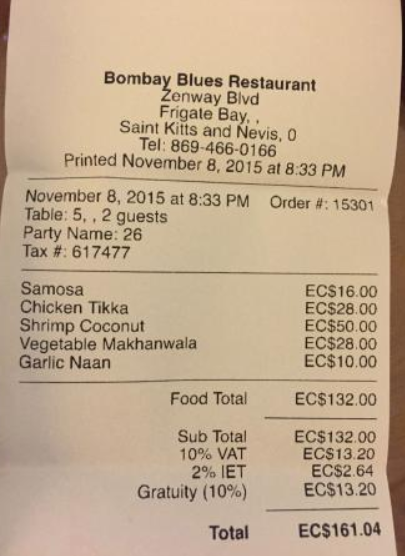 Bombay Blues Restaurant
Zenway Blvd
Frigate Bay, ,
Saint Kitts and Nevis, 0
Tel: 869-466-0166
Printed November 8, 2015 at 8:33 PM
November 8, 2015 at 8:33 PM Order #: 15301
Table: 5, , 2 guests
Party Name: 26
Tax #: 617477
Samosa EC$16.00
Chicken Tikka EC$28.00
Shrimp Coconut EC$50.00
Vegetable Makhanwala EC$28.00
Garlic Naan EC$10.00
Food Total EC$132.00
Sub Total EC$132.00
10% VAT EC$13.20
2% IET EC$2.64
Gratuity (10%) EC$13.20
Total EC$161.04